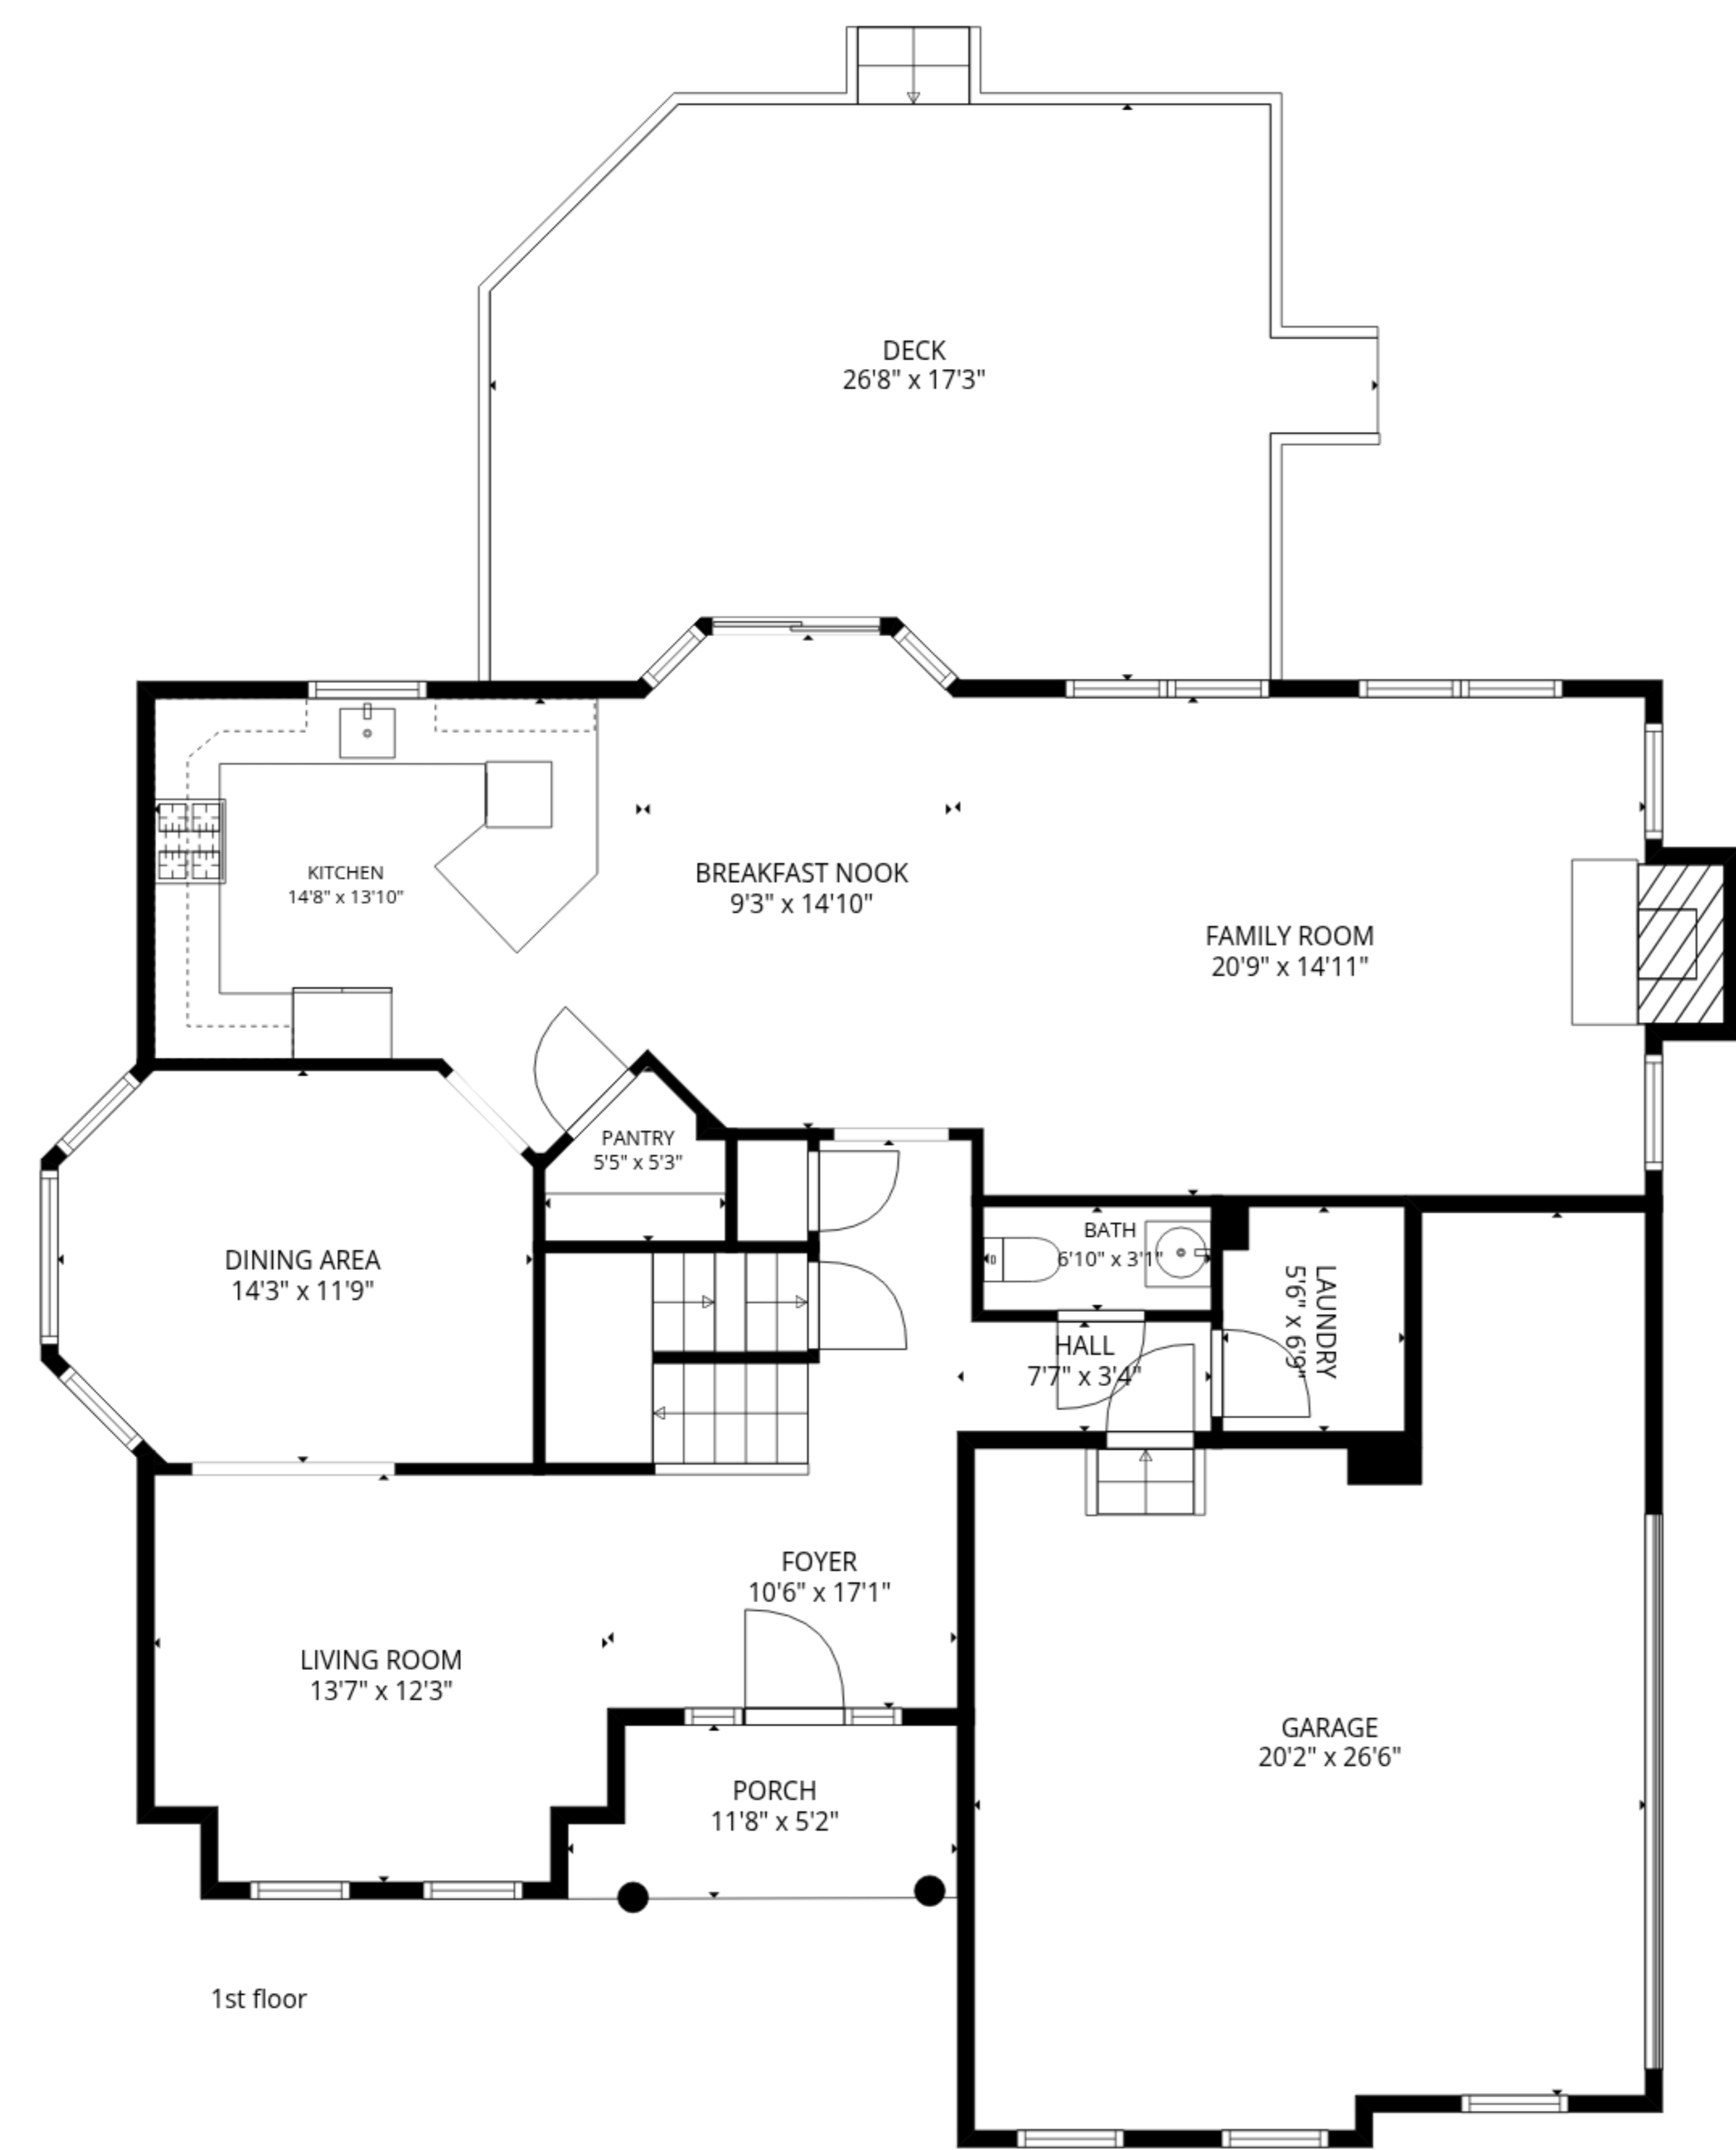 DECK
26'8" x 17'3"
KITCHEN
14'8" x 13'10"
BREAKFAST NOOK
9'3" x 14'10"
FAMILY ROOM
20'9" x 14'11"
PANTRY
5'5" x 5'3"
DINING AREA
14'3" x 11'9"
BATH
6'10" x 3'1"
LAUNDRY
5'6" x 6'9"
HALL
7'7" x 3'4"
FOYER
10'6" x 17'1"
LIVING ROOM
13'7" x 12'3"
GARAGE
20'2" x 26'6"
PORCH
11'8" x 5'2"
1st floor